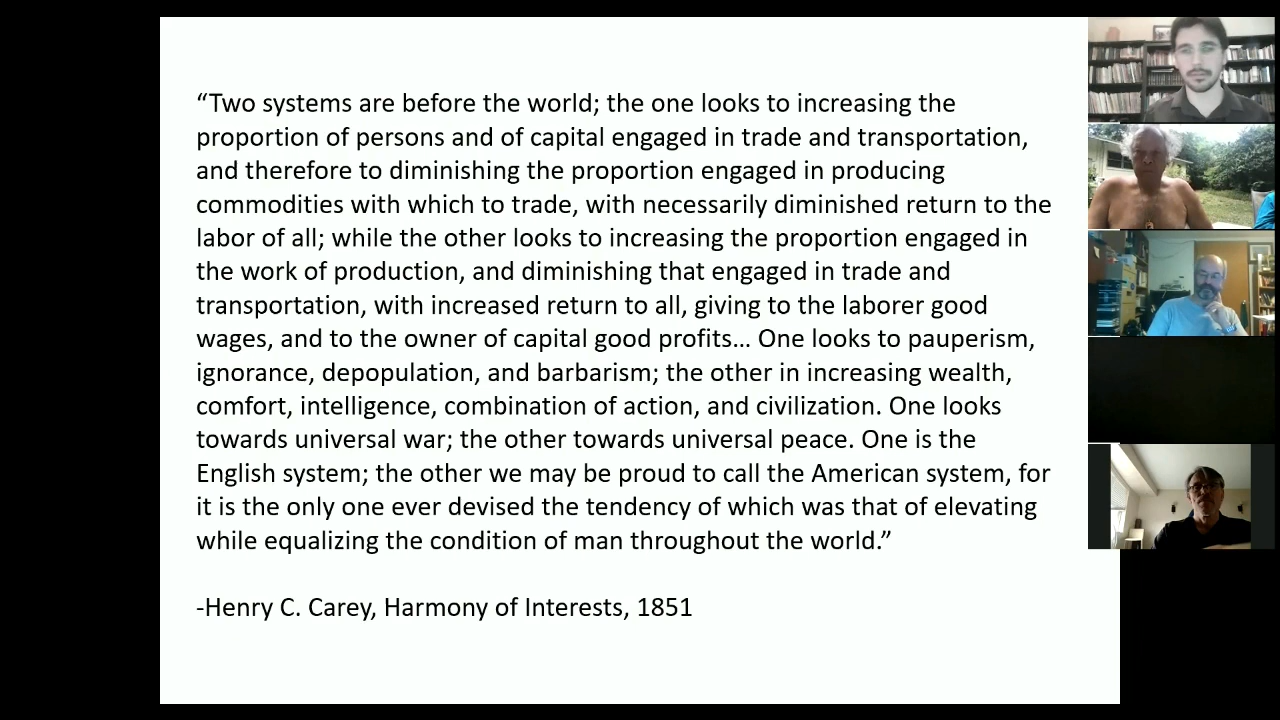 “Two systems are before the world; the one looks to increasing the
proportion of persons and of capital engaged in trade and transportation,
and therefore to diminishing the proportion engaged in producing
commodities with which to trade, with necessarily diminished return to the
labor of all; while the other looks to increasing the proportion engaged in
the work of production, and diminishing that engaged in trade and
transportation, with increased return to all, giving to the laborer good
wages, and to the owner of capital good profits… One looks to pauperism,
ignorance, depopulation, and barbarism; the other in increasing wealth,
comfort, intelligence, combination of action, and civilization. One looks
towards universal war; the other towards universal peace. One is the
English system; the other we may be proud to call the American system, for
it is the only one ever devised the tendency of which was that of elevating
while equalizing the condition of man throughout the world.”
-Henry C. Carey, Harmony of Interests, 1851